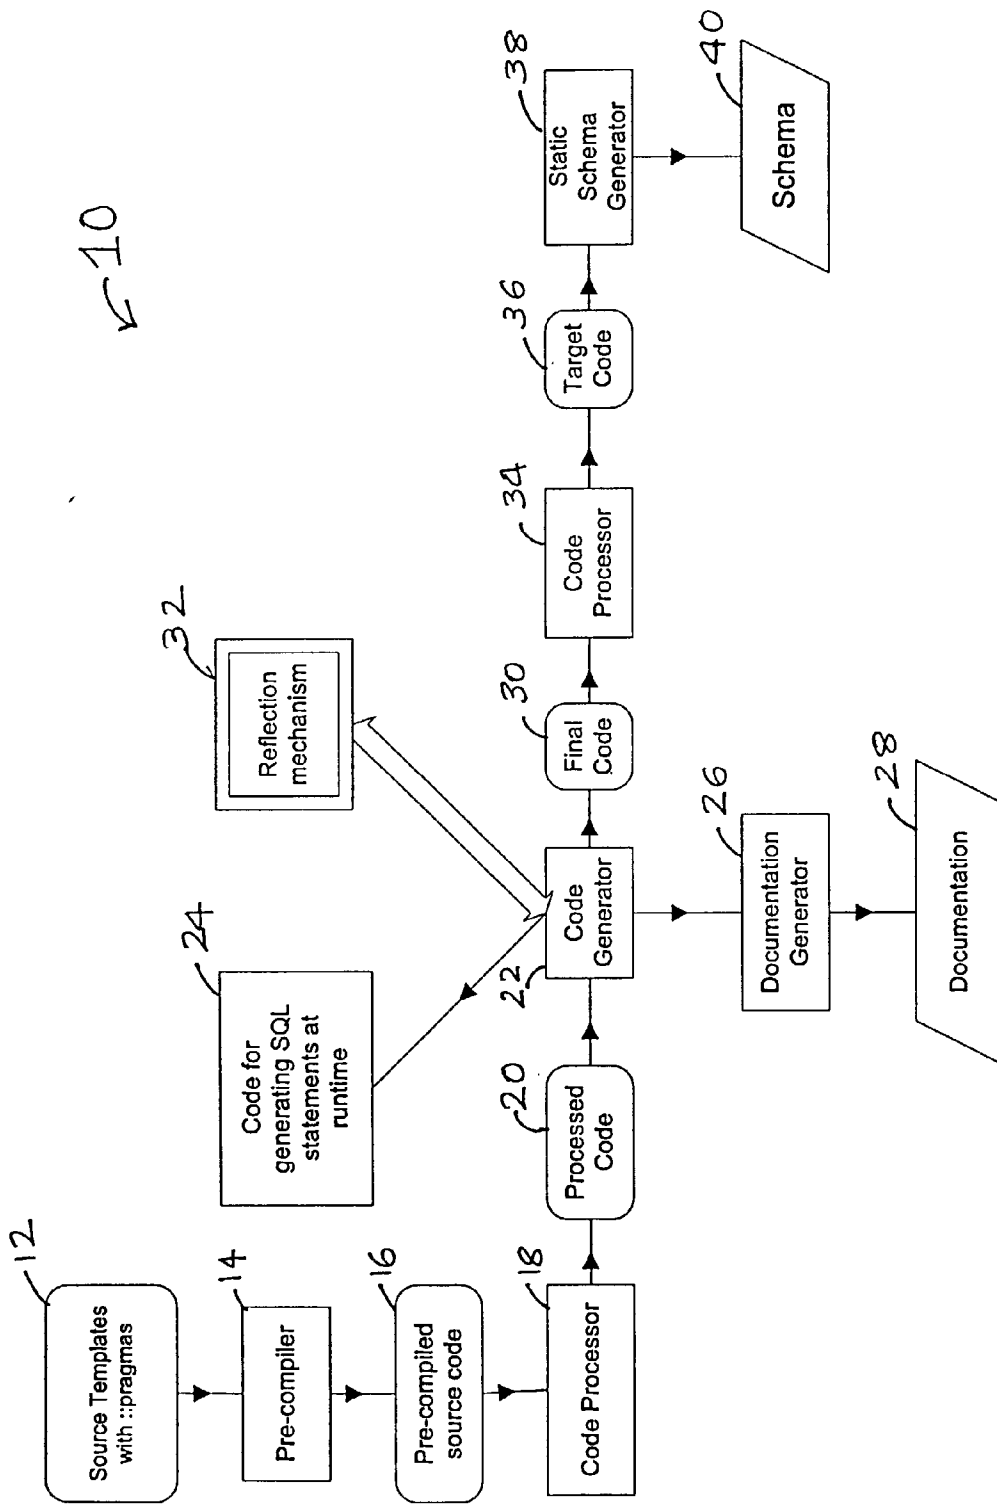 10
12
Source Templates
with ::pragmas
14
Pre-compiler
16
Pre-compiled
source code
18
Code Processor
20
Processed
Code
22
Code
Generator
24
Code for
generating SQL
statements at
runtime
32
Reflection
mechanism
26
Documentation
Generator
28
Documentation
30
Final
Code
34
Code
Processor
36
Target
Code
38
Static
Schema
Generator
40
Schema